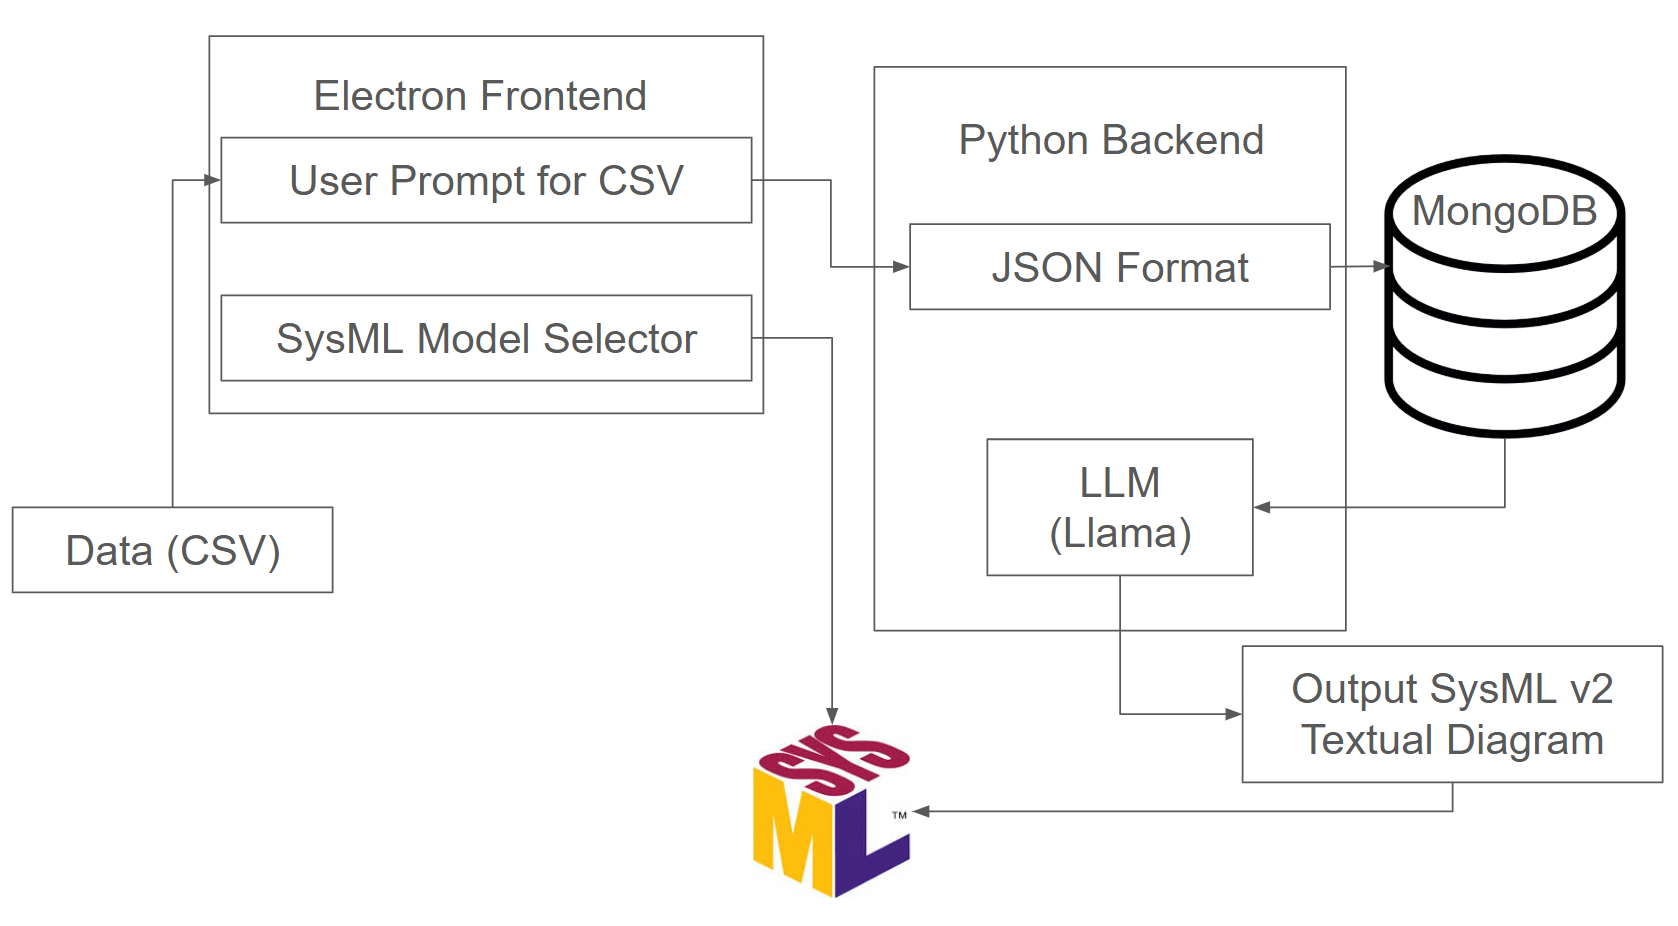 Electron Frontend
User Prompt for CSV
SysML Model Selector
Data (CSV)
Python Backend
JSON Format
MongoDB
LLM
(Llama)
Output SysML v2
Textual Diagram
SYS
ML
TM